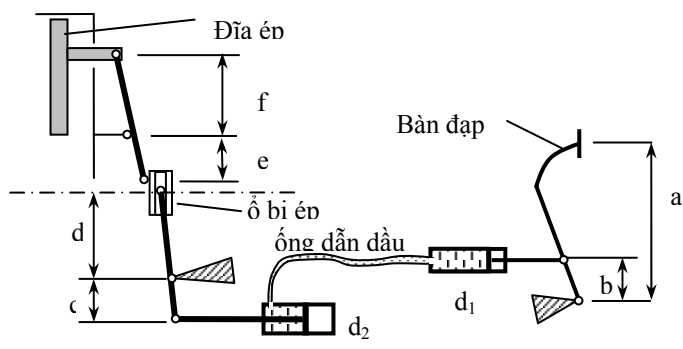 Đĩa ép
f
Bàn đạp
e
a
ổ bi ép
d
ống dẫn dầu
b
d1
c
d2